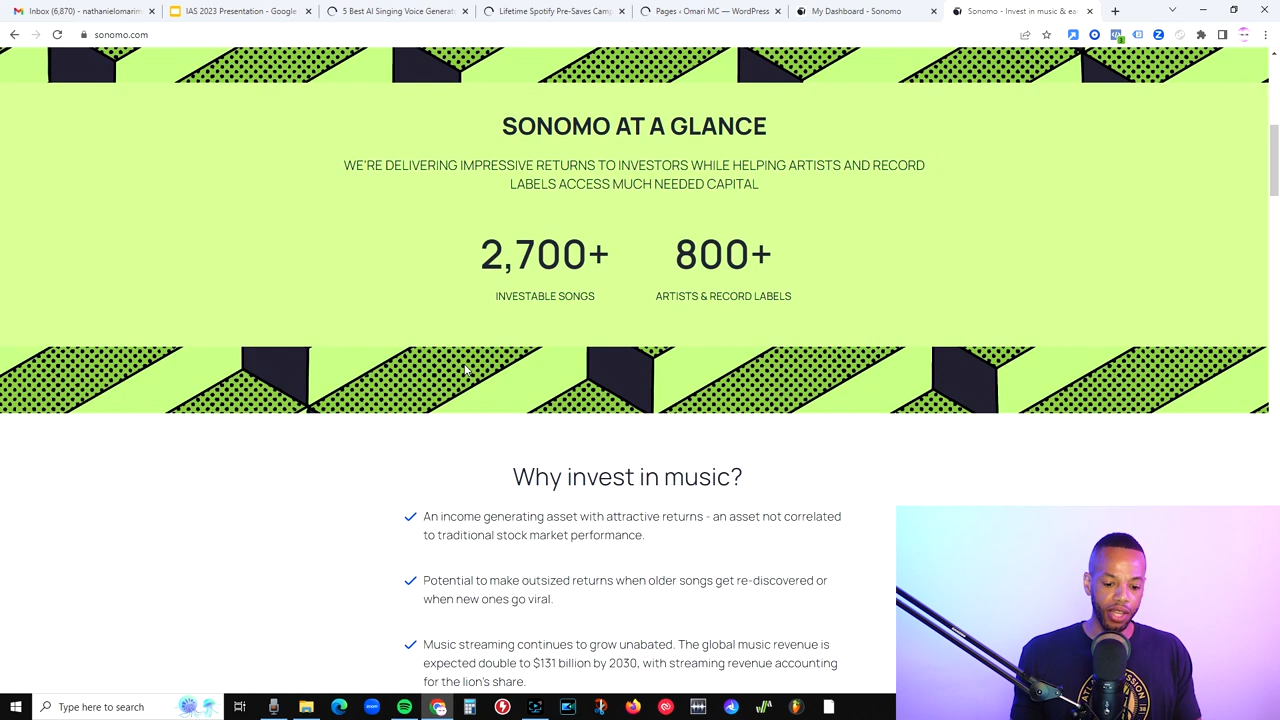 Inbox (6,870) - nathanielomarim
IAS 2023 Presentation - Google
5 Best AI Singing Voice Generato
Lifetime Spotify Pre-Saves Camp
Pages ‹ Omari MC — WordPress
My Dashboard - Sonomo
Sonomo - Invest in music & ea
sonomo.com
SONOMO AT A GLANCE
WE'RE DELIVERING IMPRESSIVE RETURNS TO INVESTORS WHILE HELPING ARTISTS AND RECORD
LABELS ACCESS MUCH NEEDED CAPITAL
2,700+
800+
INVESTABLE SONGS
ARTISTS & RECORD LABELS
Why invest in music?
An income generating asset with attractive returns - an asset not correlated
to traditional stock market performance.
Potential to make outsized returns when older songs get re-discovered or
when new ones go viral.
Music streaming continues to grow unabated. The global music revenue is
expected double to $131 billion by 2030, with streaming revenue accounting
for the lion's share.
Type here to search